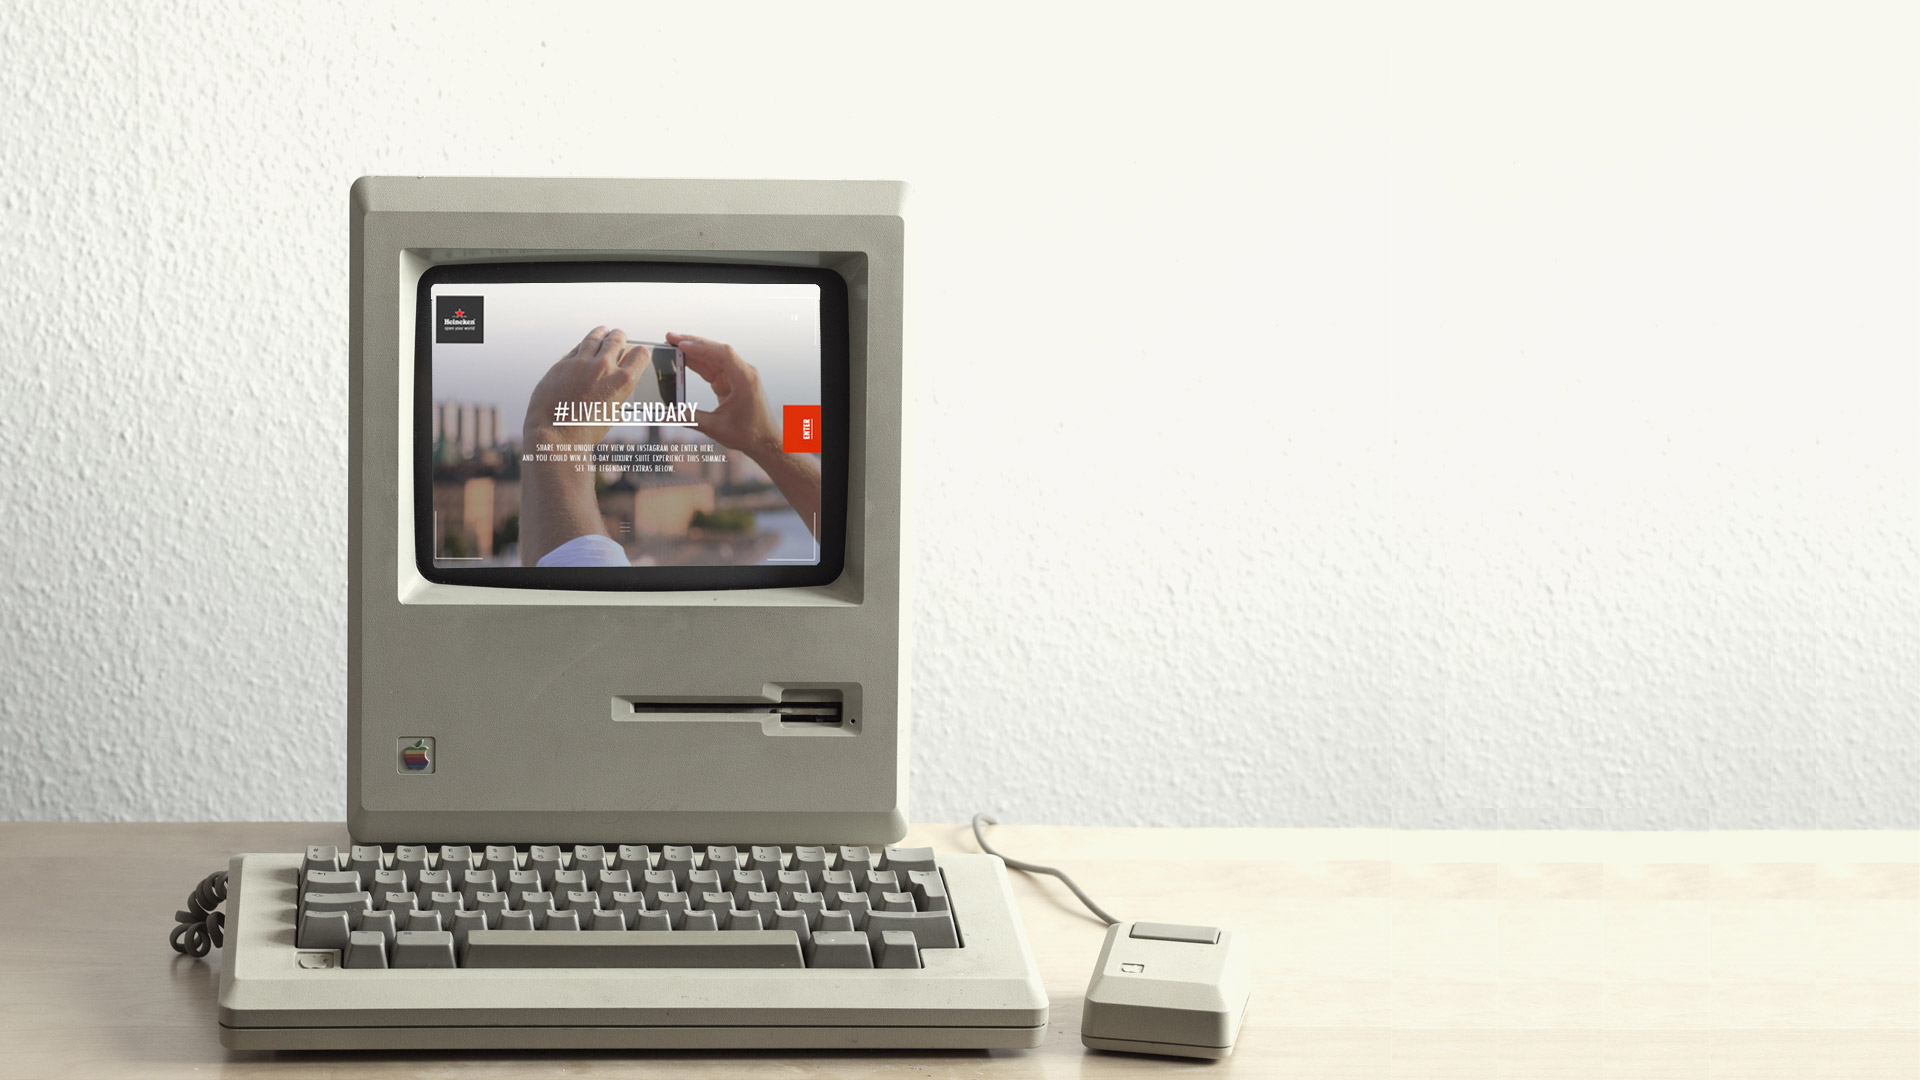 Heineken
open your world
#LIVELEGENDARY
SHARE YOUR UNIQUE CITY VIEW ON INSTAGRAM OR ENTER HERE
AND YOU COULD WIN A 10-DAY LUXURY SUITE EXPERIENCE THIS SUMMER.
SEE THE LEGENDARY EXTRAS BELOW.
ENTER